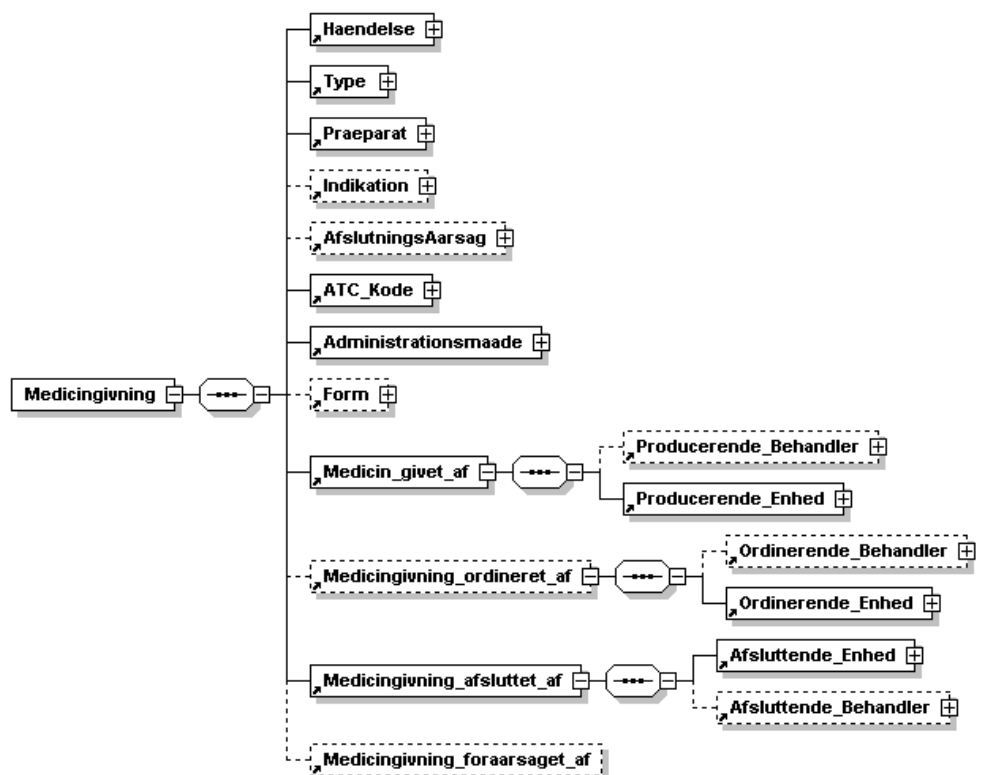 Haendelse
Type
Praeparat
Indikation
AfslutningsAarsag
ATC_Kode
Administrationsmaade
Medicingivning
Form
Producerende_Behandler
Medicin_givet_af
Producerende_Enhed
Ordinerende_Behandler
Medicingivning_ordineret_af
Ordinerende_Enhed
Afsluttende_Enhed
Medicingivning_afsluttet_af
Afsluttende_Behandler
Medicingivning_foraarsaget_af